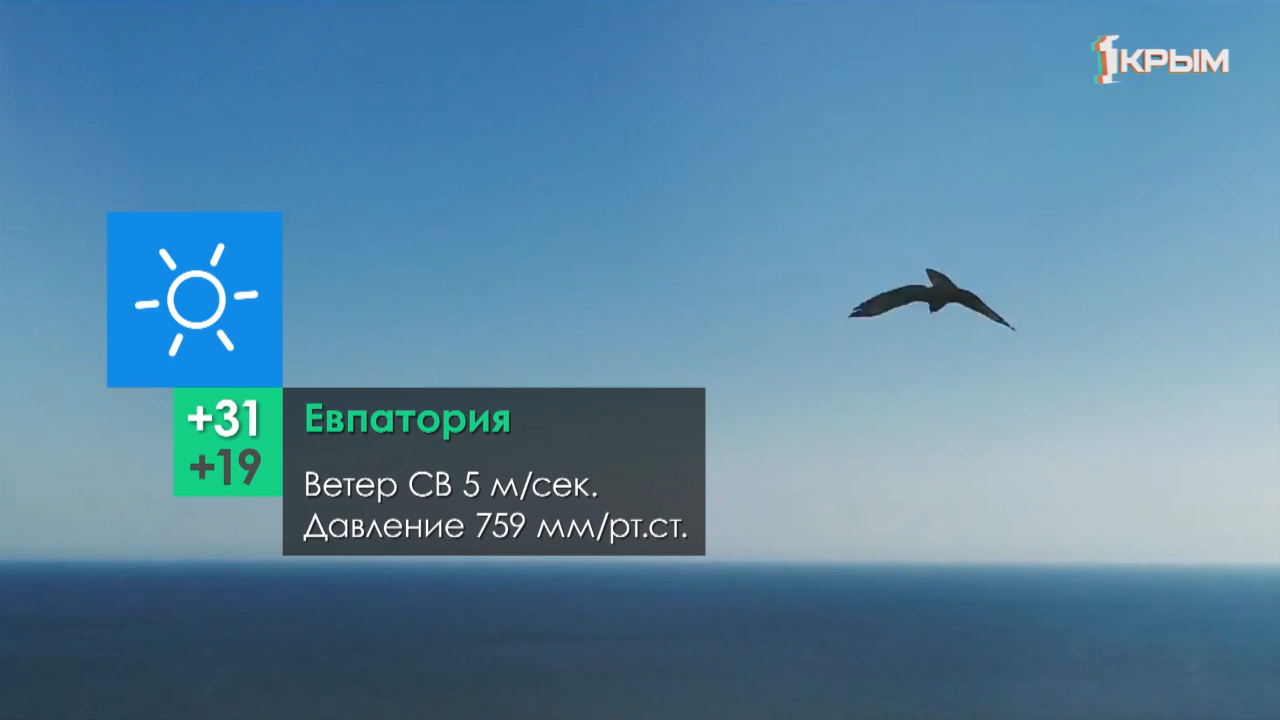 1КРЫМ
+31
+19
Евпатория
Ветер СВ 5 м/сек.
Давление 759 мм/рт.ст.